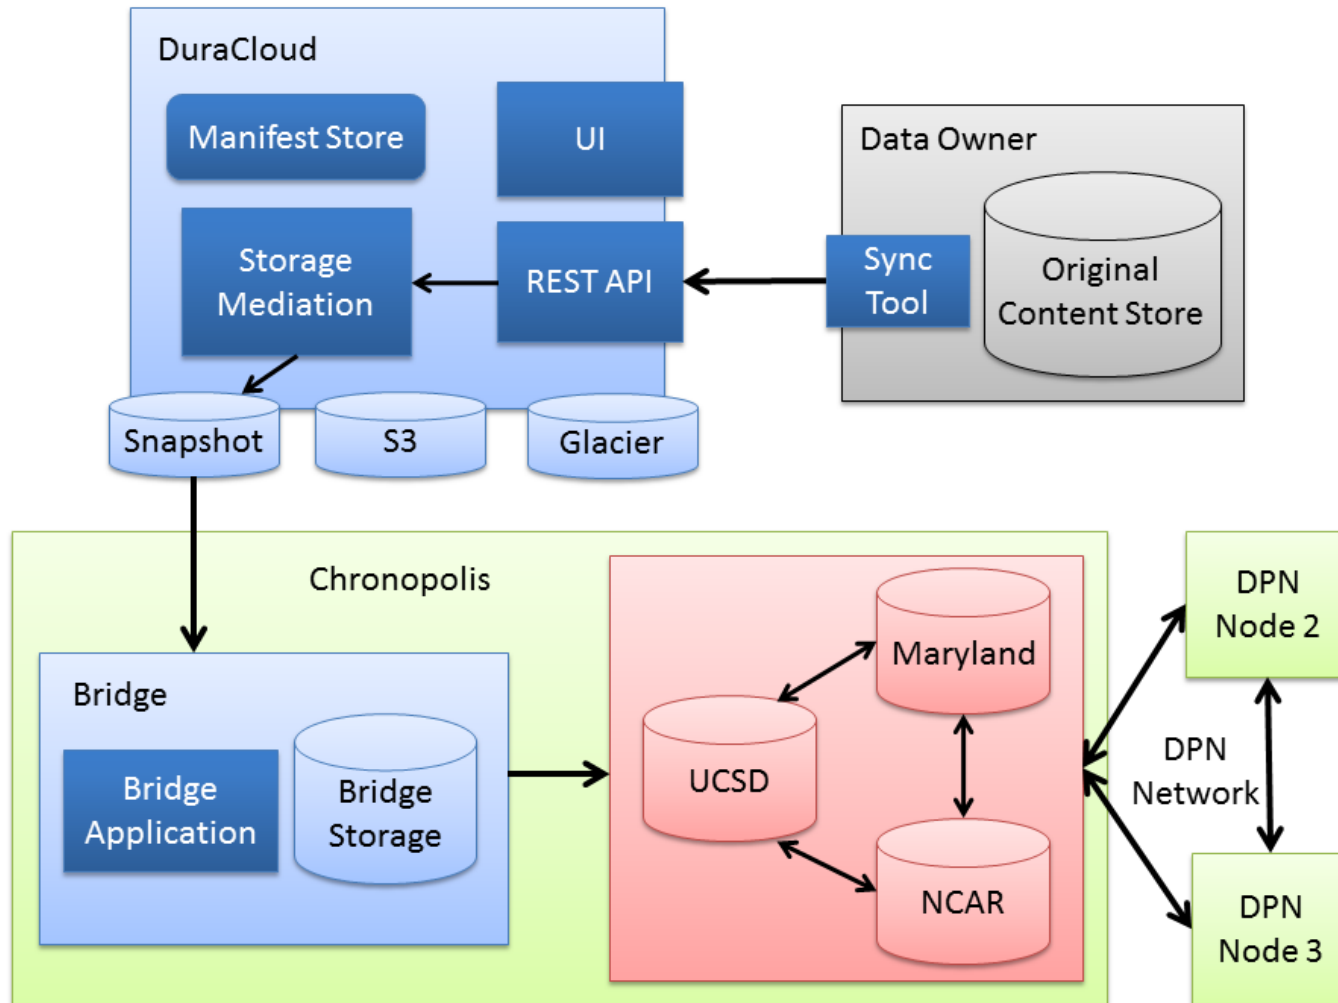 DuraCloud
Manifest Store
UI
Storage
Mediation
REST API
Snapshot
S3
Glacier
Data Owner
Sync
Tool
Original
Content Store
Chronopolis
Bridge
Bridge
Application
Bridge
Storage
UCSD
Maryland
NCAR
DPN
Node 2
DPN
Network
DPN
Node 3